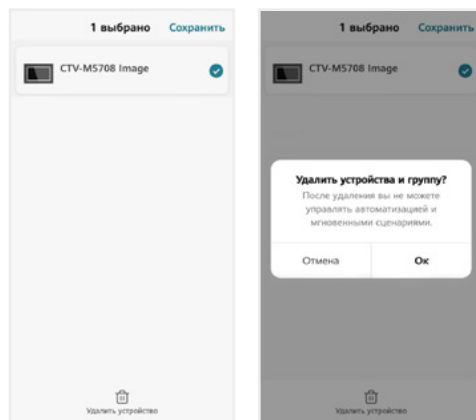 1 выбрано Сохранить
CTV-M5708 Image
Удалить устройство
1 выбрано Сохранить
CTV-M5708 Image
Удалить устройства и группу?
После удаления вы не можете
управлять автоматизацией и
мгновенными сценариями.
Отмена Ок
Удалить устройство